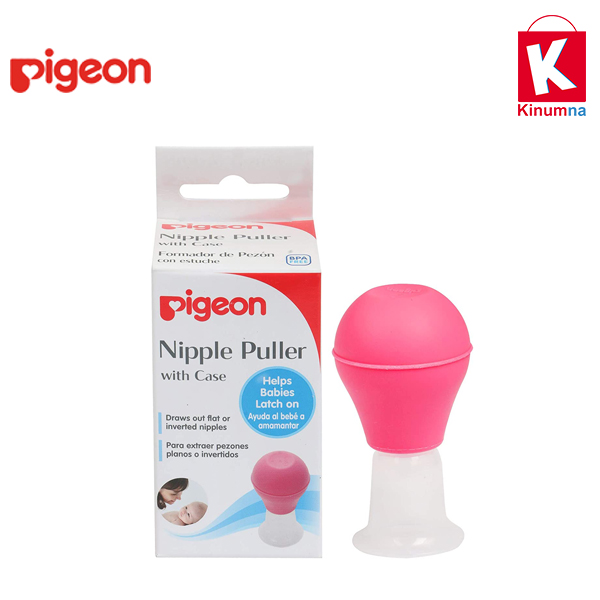 pigeon
K
Kinumna
pigeon
Nipple Puller
with Case
Formador de Pezón
con estuche
BPA
FREE
pigeon
Nipple Puller
with Case
Helps
Babies
Latch on
Ayuda al bebé a
amamantar
Draws out flat or
inverted nipples
Para extraer pezones
planos o invertidos